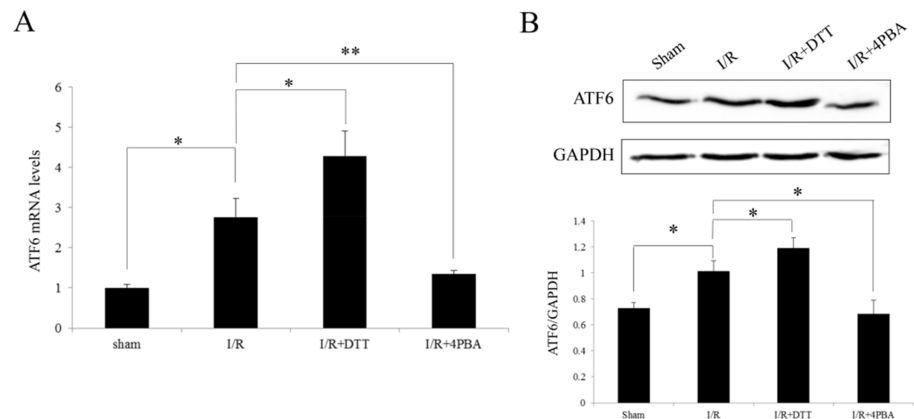 A
**
*
*
6
5
4
3
2
1
0
ATF6 mRNA levels
sham I/R I/R+DTT I/R+4PBA
B
Sham I/R I/R+DTT I/R+4PBA
ATF6
GAPDH
*
*
*
1.4
1.2
1
0.8
0.6
0.4
0.2
0
ATF6/GAPDH
Sham I/R I/R+DTT I/R+4PBA